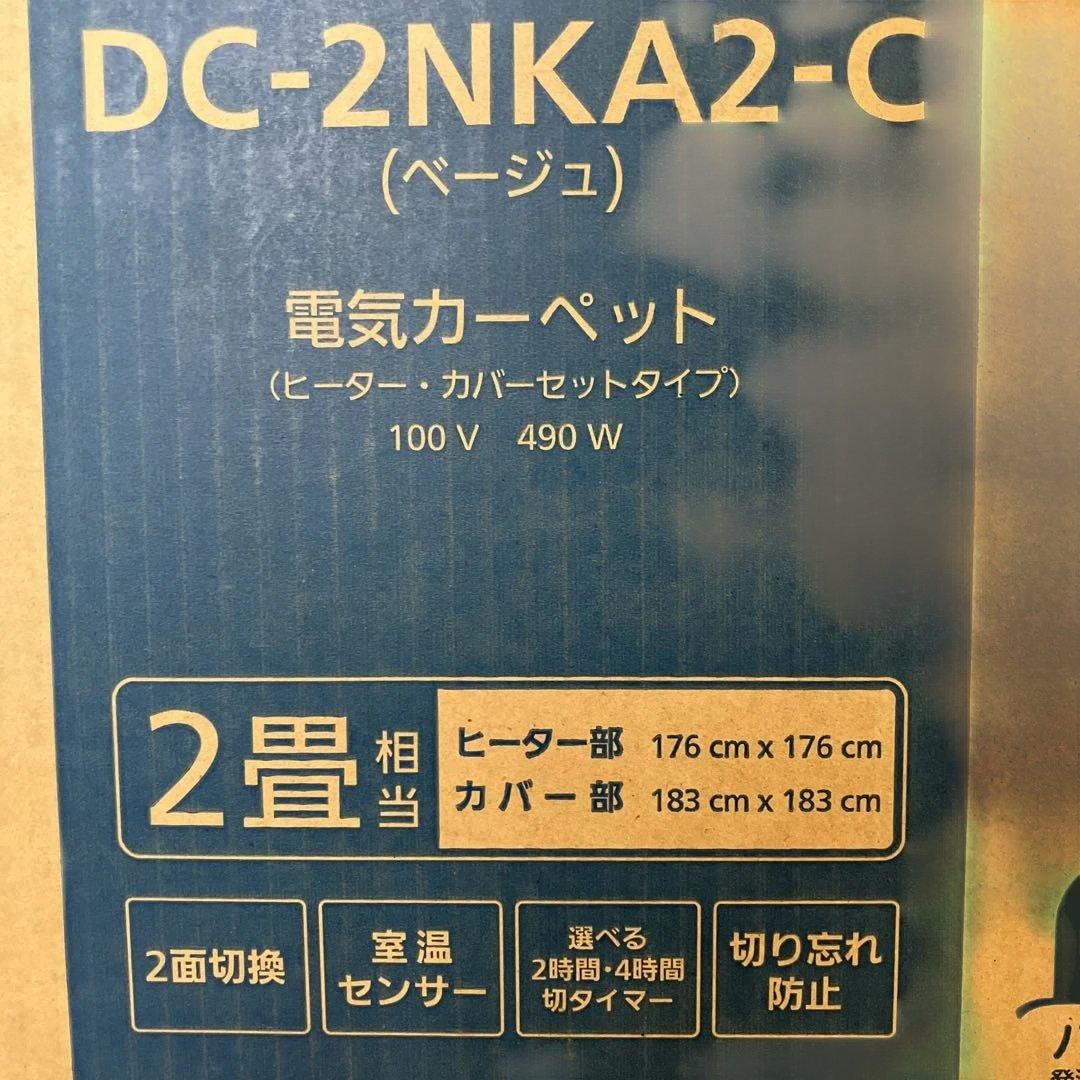 DC-2NKA2-C
(ベージュ)
電気カーペット
(ヒーター・カバーセットタイプ)
100 V 490 W
2畳相当
ヒーター部 176 cm x 176 cm
カバー部 183 cm x 183 cm
2面切換
室温
センサー
選べる
2時間・4時間
切タイマー
切り忘れ
防止